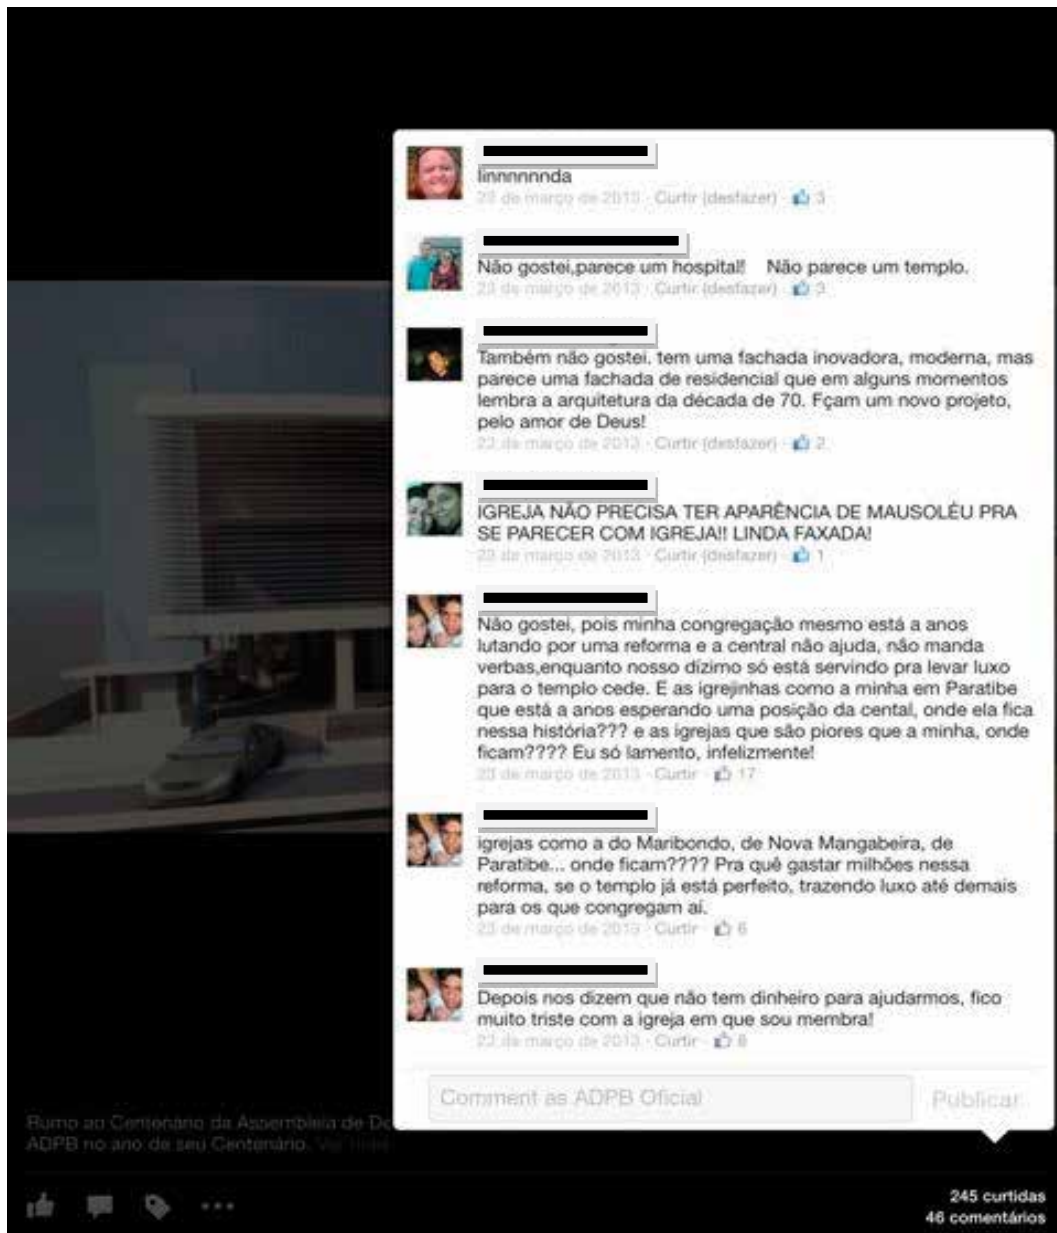 linnnnnnda
23 de março de 2013 · Curtir (desfazer) · 3
Não gostei,parece um hospital! Não parece um templo.
23 de março de 2013 · Curtir (desfazer) · 3
Também não gostei. tem uma fachada inovadora, moderna, mas
parece uma fachada de residencial que em alguns momentos
lembra a arquitetura da década de 70. Fçam um novo projeto,
pelo amor de Deus!
23 de março de 2013 · Curtir (desfazer) · 2
IGREJA NÃO PRECISA TER APARÊNCIA DE MAUSOLÉU PRA
SE PARECER COM IGREJA!! LINDA FAXADA!
23 de março de 2013 · Curtir (desfazer) · 1
Não gostei, pois minha congregação mesmo está a anos
lutando por uma reforma e a central não ajuda, não manda
verbas,enquanto nosso dízimo só está servindo pra levar luxo
para o templo cede. E as igrejinhas como a minha em Paratibe
que está a anos esperando uma posição da cental, onde ela fica
nessa história??? e as igrejas que são piores que a minha, onde
ficam???? Eu só lamento, infelizmente!
23 de março de 2013 · Curtir · 17
igrejas como a do Maribondo, de Nova Mangabeira, de
Paratibe... onde ficam???? Pra quê gastar milhões nessa
reforma, se o templo já está perfeito, trazendo luxo até demais
para os que congregam aí.
23 de março de 2013 · Curtir · 6
Depois nos dizem que não tem dinheiro para ajudarmos, fico
muito triste com a igreja em que sou membra!
23 de março de 2013 · Curtir ·
Comment as ADPB Oficial
Publicar
Rumo ao Centenário da Assembleia de De
ADPB no ano de seu Centenário. Ver mais
245 curtidas
46 comentários